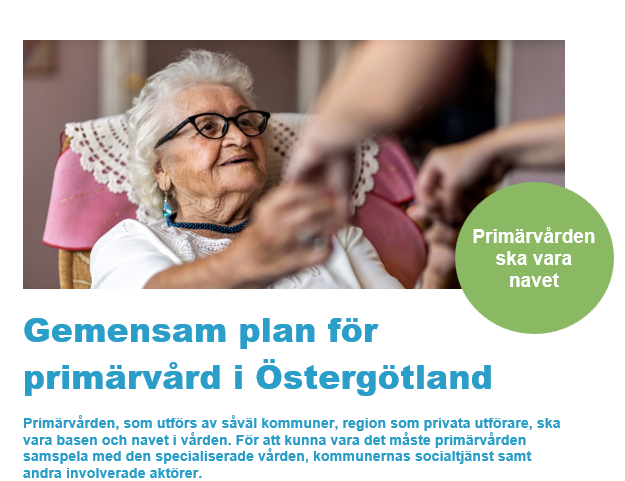 Primärvården
ska vara
navet
Gemensam plan för
primärvård i Östergötland
Primärvården, som utförs av såväl kommuner, region som privata utförare, ska
vara basen och navet i vården. För att kunna vara det måste primärvården
samspela med den specialiserade vården, kommunernas socialtjänst samt
andra involverade aktörer.